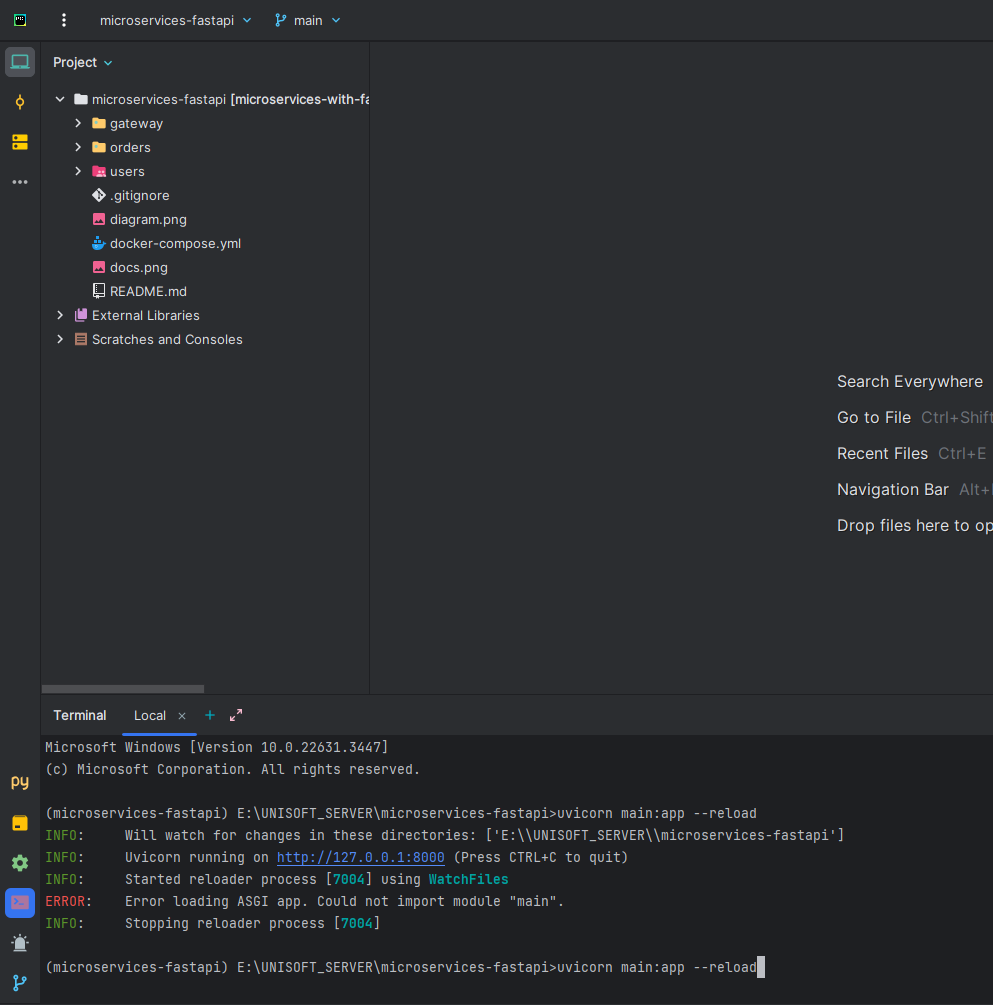 microservices-fastapi main
Project
microservices-fastapi [microservices-with-fa
gateway
orders
users
.gitignore
diagram.png
docker-compose.yml
docs.png
README.md
External Libraries
Scratches and Consoles
Search Everywhere
Go to File Ctrl+Shift
Recent Files Ctrl+E
Navigation Bar Alt+
Drop files here to op
Terminal Local × +
Microsoft Windows [Version 10.0.22631.3447]
(c) Microsoft Corporation. All rights reserved.
(microservices-fastapi) E:\UNISOFT_SERVER\microservices-fastapi>uvicorn main:app --reload
INFO: Will watch for changes in these directories: ['E:\\UNISOFT_SERVER\\microservices-fastapi']
INFO: Uvicorn running on http://127.0.0.1:8000 (Press CTRL+C to quit)
INFO: Started reloader process [7004] using WatchFiles
ERROR: Error loading ASGI app. Could not import module "main".
INFO: Stopping reloader process [7004]
(microservices-fastapi) E:\UNISOFT_SERVER\microservices-fastapi>uvicorn main:app --reload
py